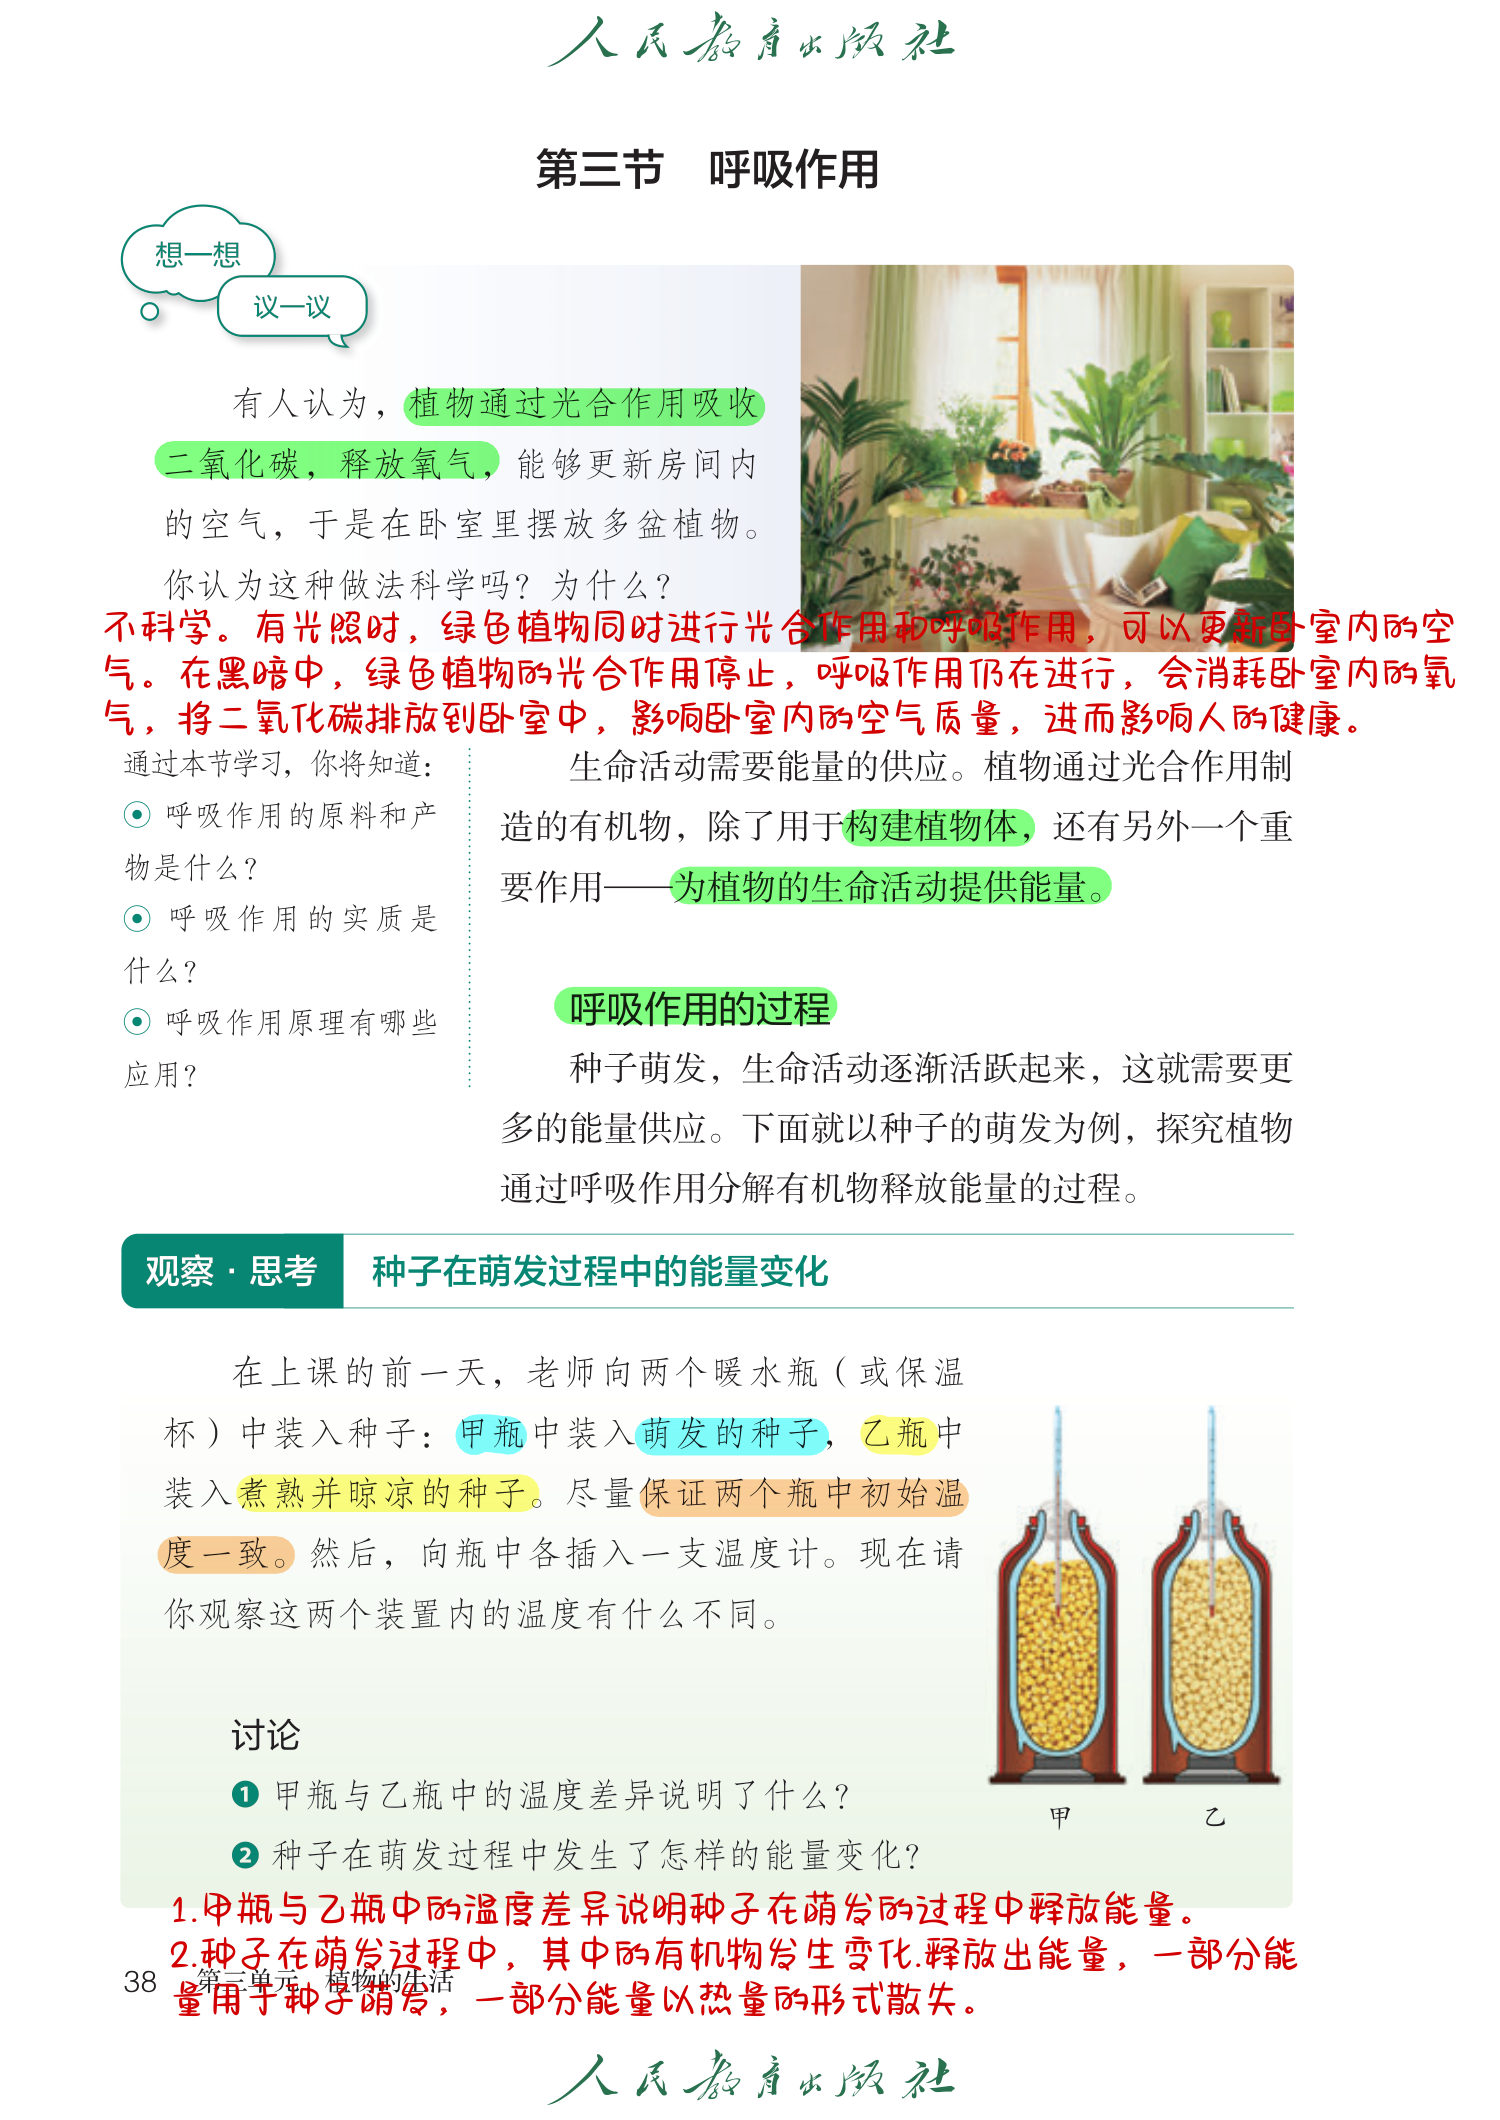 人民教育出版社
第三节 呼吸作用
想一想
议一议
有人认为，植物通过光合作用吸收
二氧化碳，释放氧气，能够更新房间内
的空气，于是在卧室里摆放多盆植物。
你认为这种做法科学吗？为什么？
不科学。有光照时，绿色植物同时进行光合作用和呼吸作用，可以更新卧室内的空
气。在黑暗中，绿色植物的光合作用停止，呼吸作用仍在进行，会消耗卧室内的氧
气，将二氧化碳排放到卧室中，影响卧室内的空气质量，进而影响人的健康。
通过本节学习，你将知道：
呼吸作用的原料和产
物是什么？
呼吸作用的实质是
什么？
呼吸作用原理有哪些
应用？
生命活动需要能量的供应。植物通过光合作用制
造的有机物，除了用于构建植物体，还有另外一个重
要作用——为植物的生命活动提供能量。
呼吸作用的过程
种子萌发，生命活动逐渐活跃起来，这就需要更
多的能量供应。下面就以种子的萌发为例，探究植物
通过呼吸作用分解有机物释放能量的过程。
观察·思考 种子在萌发过程中的能量变化
在上课的前一天，老师向两个暖水瓶（或保温
杯）中装入种子：甲瓶中装入萌发的种子，乙瓶中
装入煮熟并晾凉的种子。尽量保证两个瓶中初始温
度一致。然后，向瓶中各插入一支温度计。现在请
你观察这两个装置内的温度有什么不同。
讨论
1 甲瓶与乙瓶中的温度差异说明了什么？
2 种子在萌发过程中发生了怎样的能量变化？
甲 乙
1.甲瓶与乙瓶中的温度差异说明种子在萌发的过程中释放能量。
2.种子在萌发过程中，其中的有机物发生变化.释放出能量，一部分能
量用于种子萌发，一部分能量以热量的形式散失。
38 第三单元 植物的生活
人民教育出版社